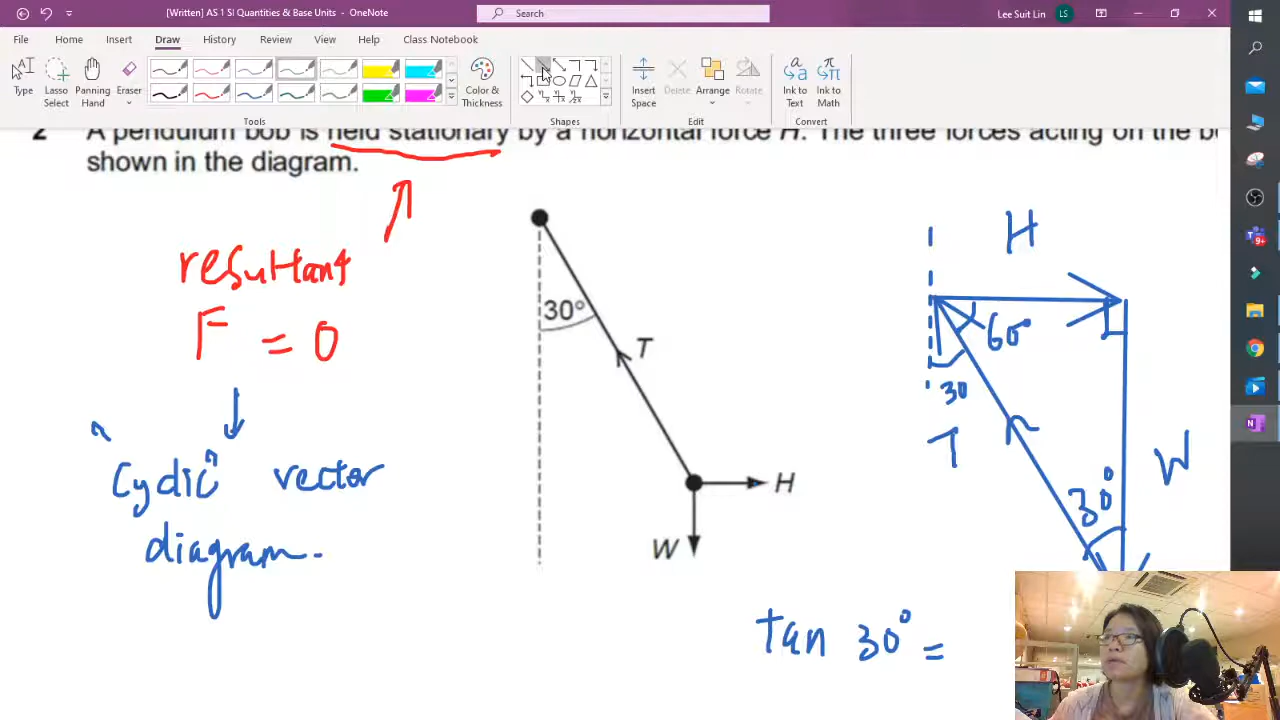 [Written] AS 1 SI Quantities & Base Units - OneNote
Search
Lee Suit Lin
LS
File Home Insert Draw History Review View Help Class Notebook
Type
Lasso Select
Panning Hand
Eraser
Color & Thickness
Insert Space
Delete
Arrange
Rotate
Ink to Text
Ink to Math
Tools
Shapes
Edit
Convert
2 A pendulum bob is held stationary by a horizontal force H. The three forces acting on the b
shown in the diagram.
resultant
F = 0
"Cyclic" vector
diagram.
30°
T
H
W
H
60°
30
T
W
30°
tan 30° =
9+